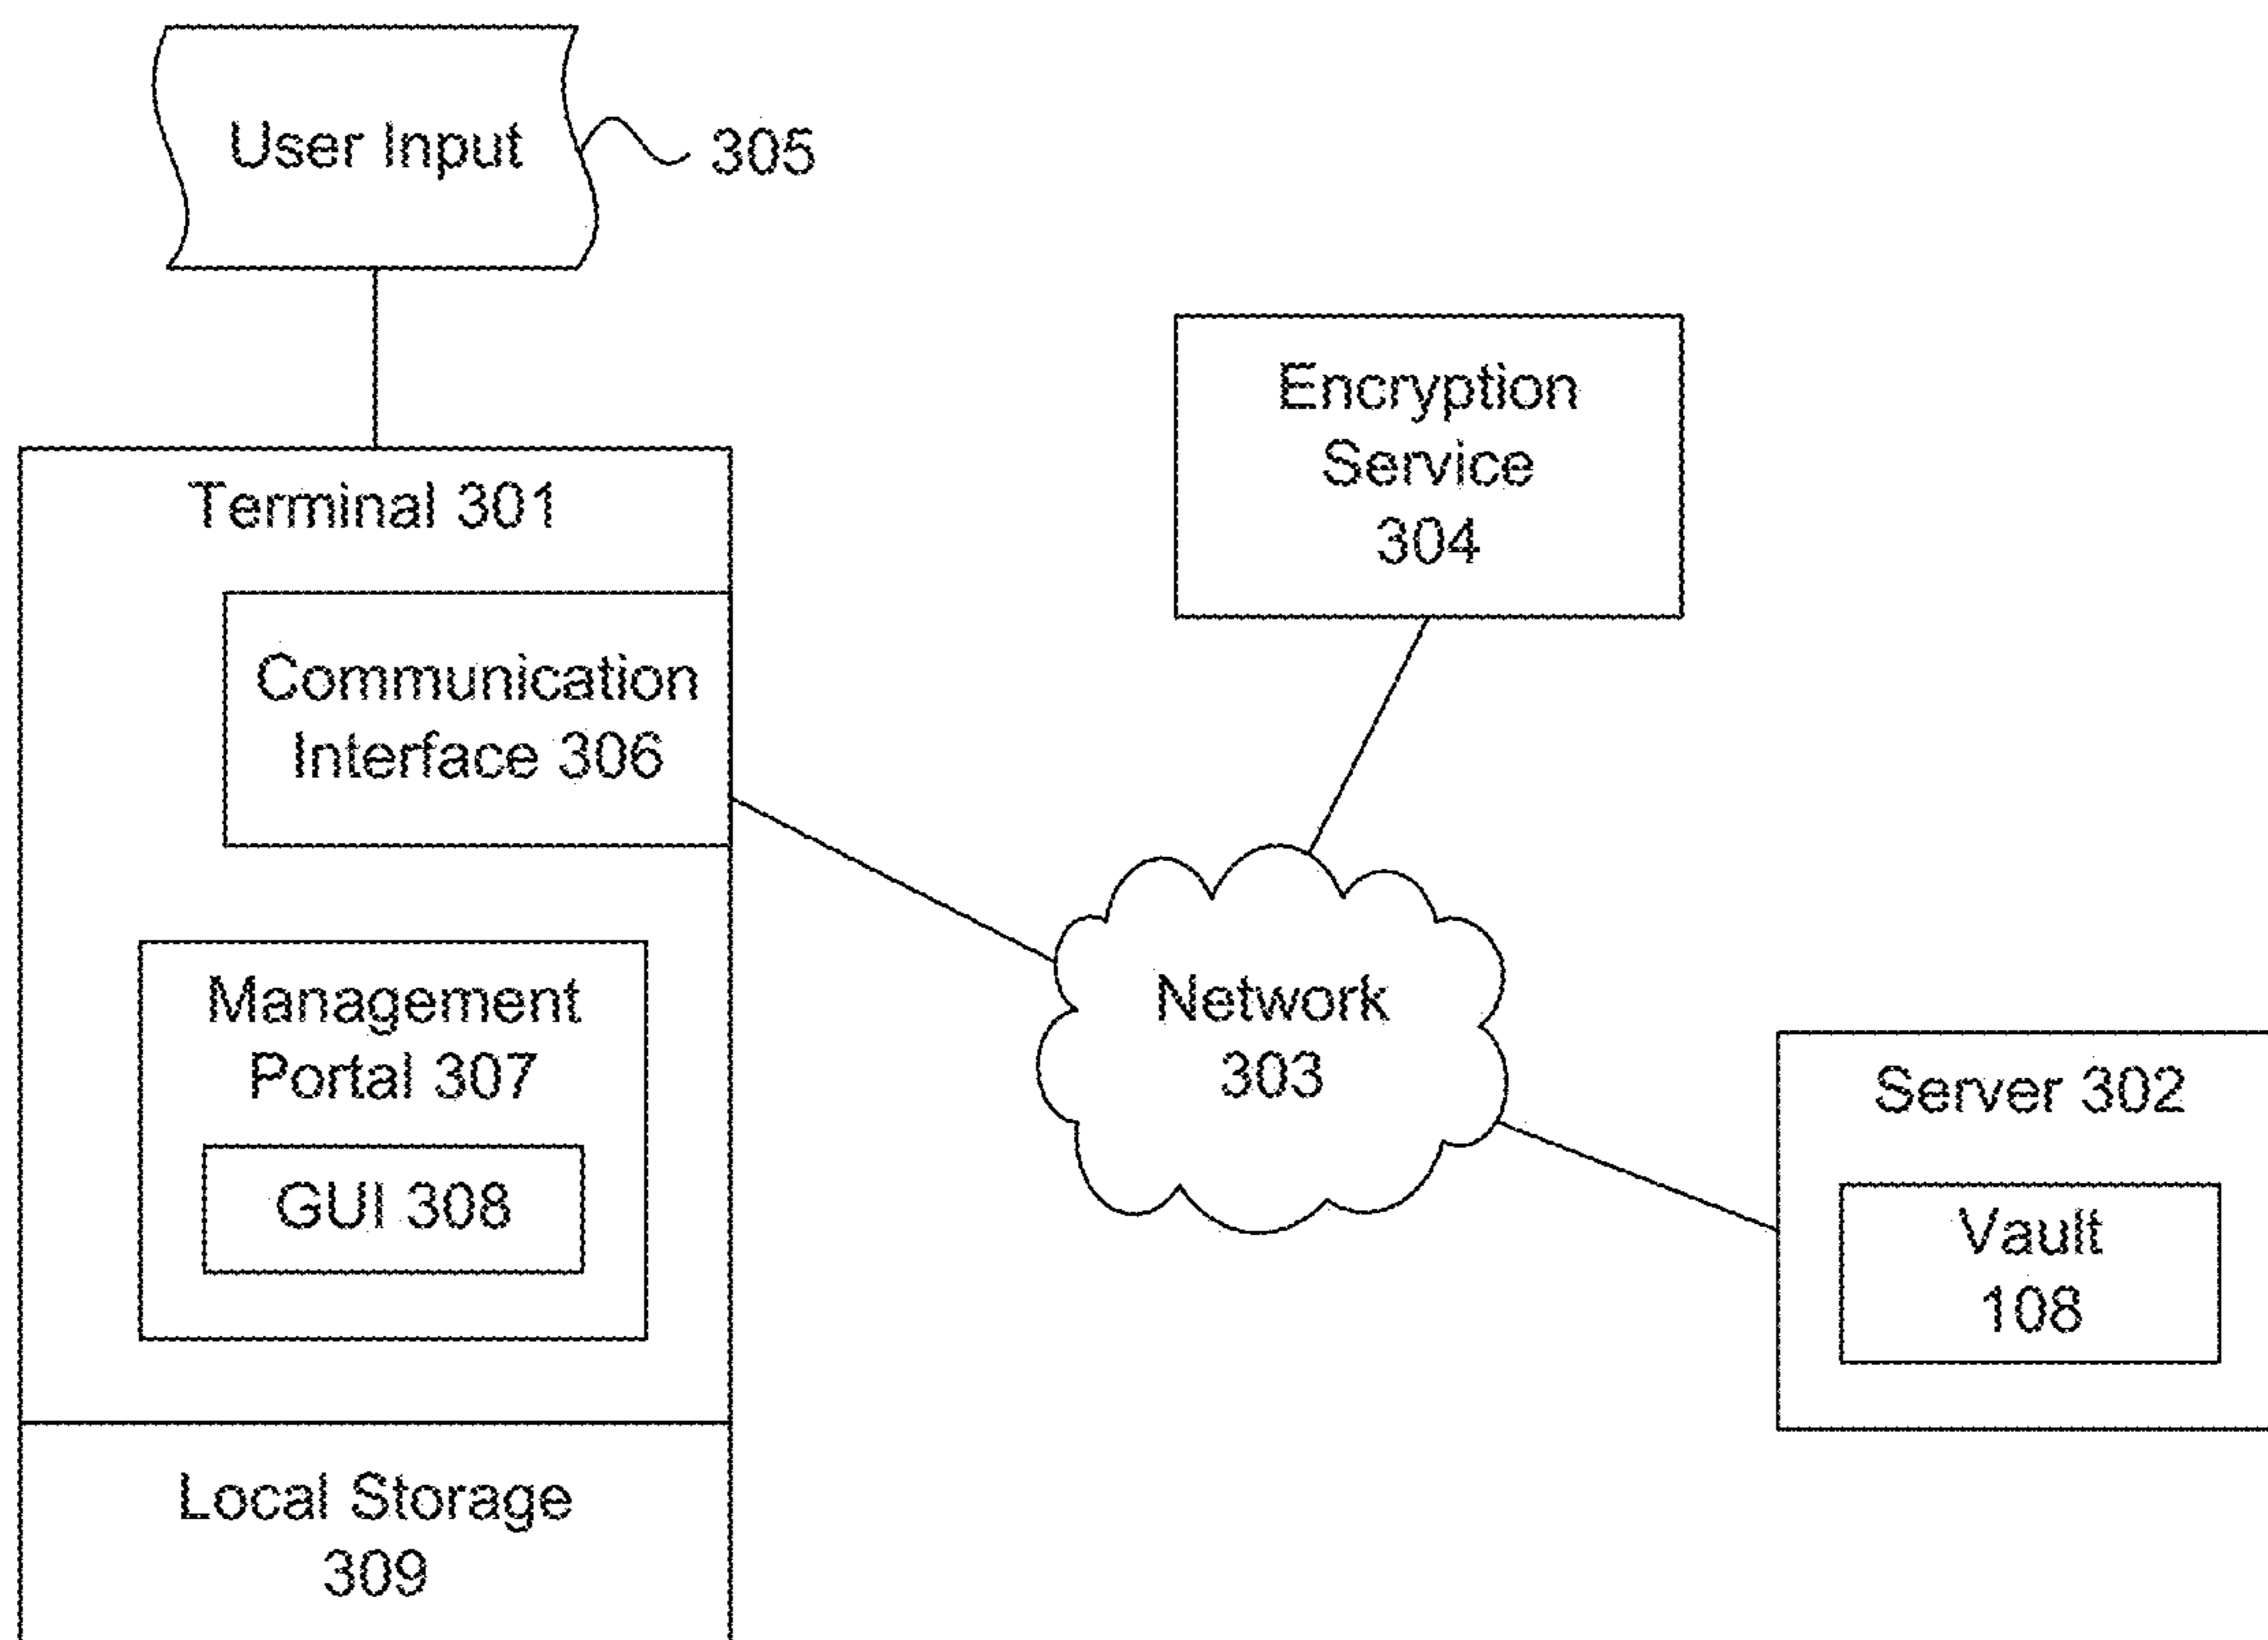 User Input
305
Encryption
Service
304
Terminal 301
Communication
Interface 306
Management
Portal 307
GUI 308
Network
303
Server 302
Vault
108
Local Storage
309